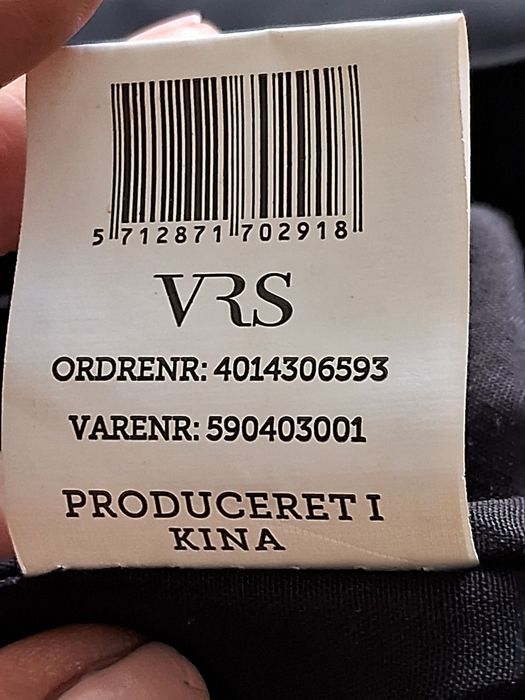 5 712871 702918
VRS
ORDRENR: 4014306593
VARENR: 590403001
PRODUCERET I
KINA